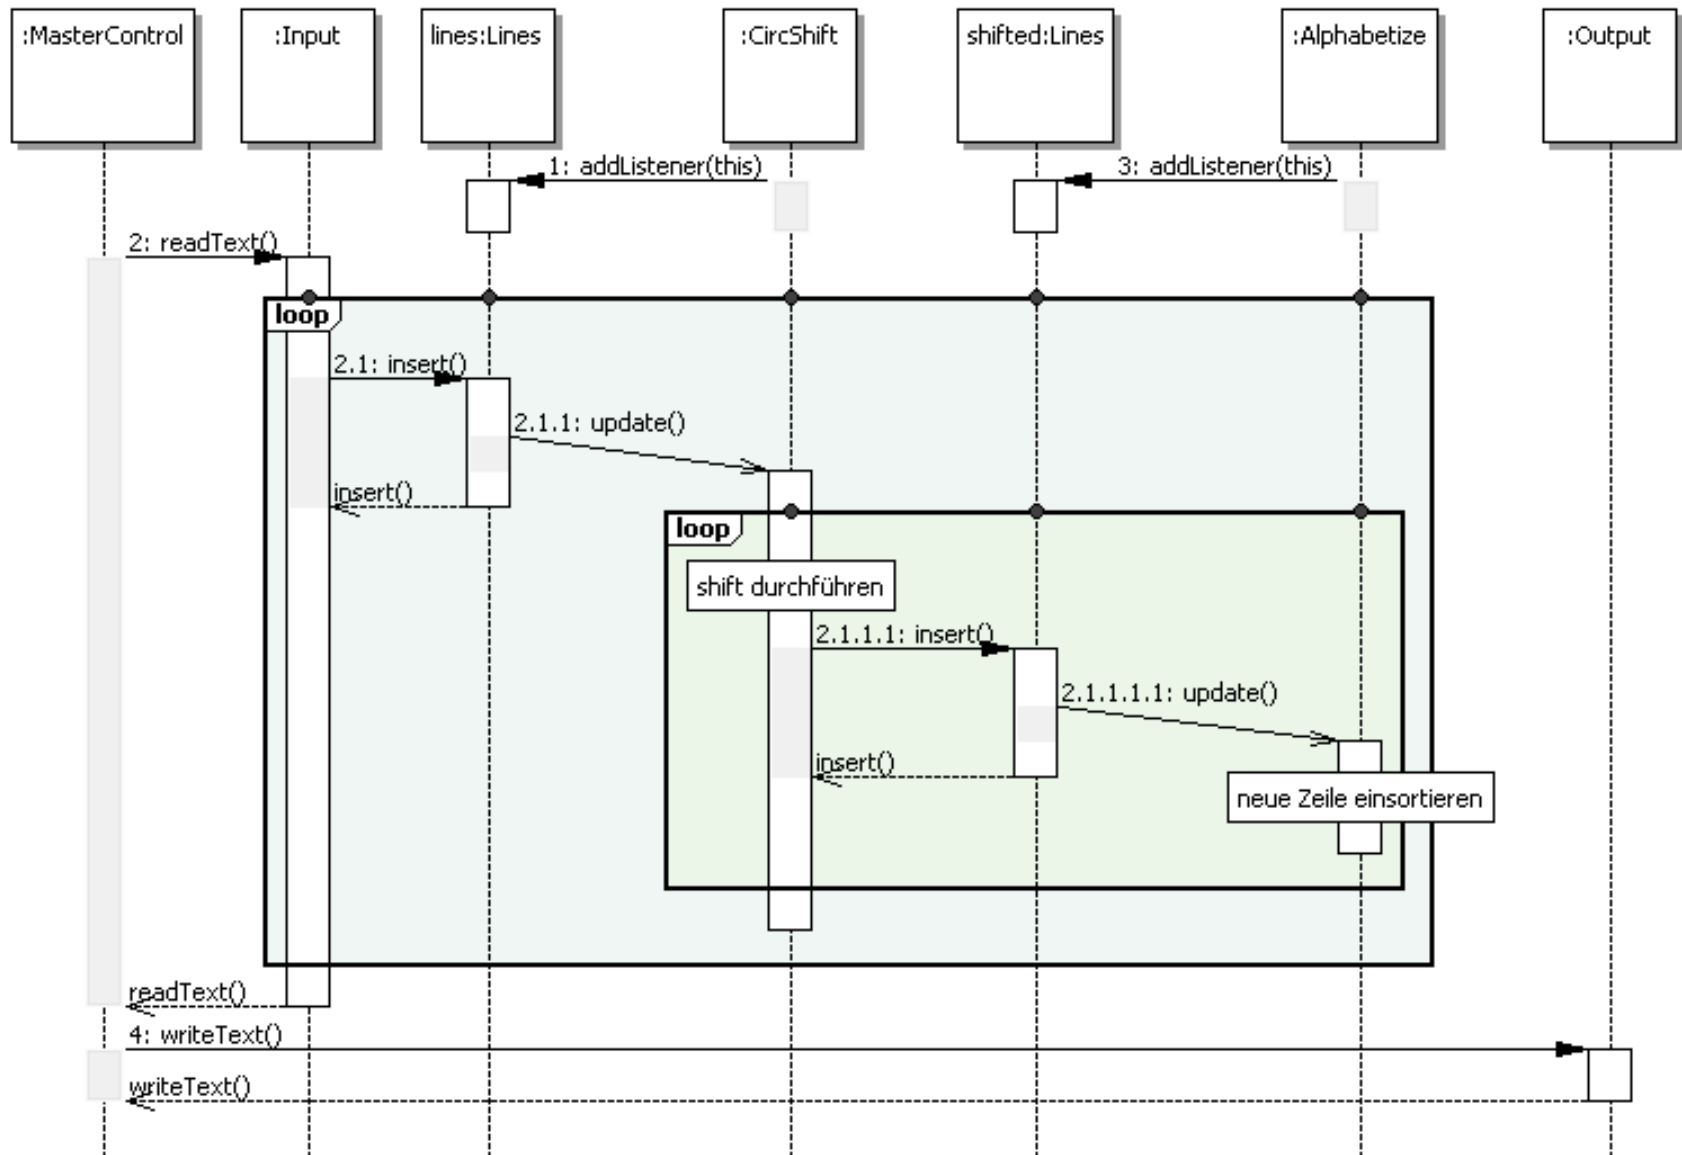 :MasterControl
:Input
lines:Lines
:CircShift
shifted:Lines
:Alphabetize
:Output
1: addListener(this)
3: addListener(this)
2: readText()
loop
2.1: insert()
2.1.1: update()
insert()
loop
shift durchführen
2.1.1.1: insert()
2.1.1.1.1: update()
insert()
neue Zeile einsortieren
readText()
4: writeText()
writeText()